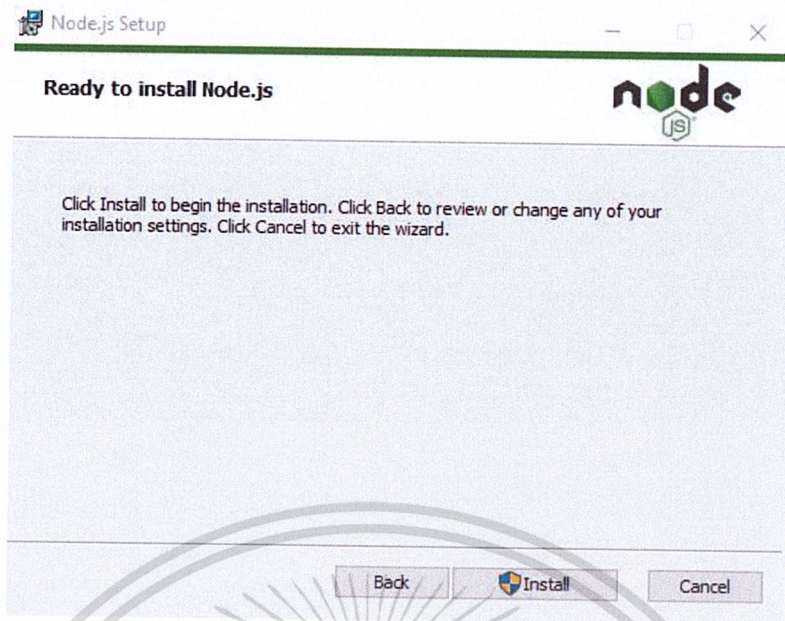 Node.js Setup
Ready to install Node.js
node
JS
Click Install to begin the installation. Click Back to review or change any of your
installation settings. Click Cancel to exit the wizard.
Back Install Cancel